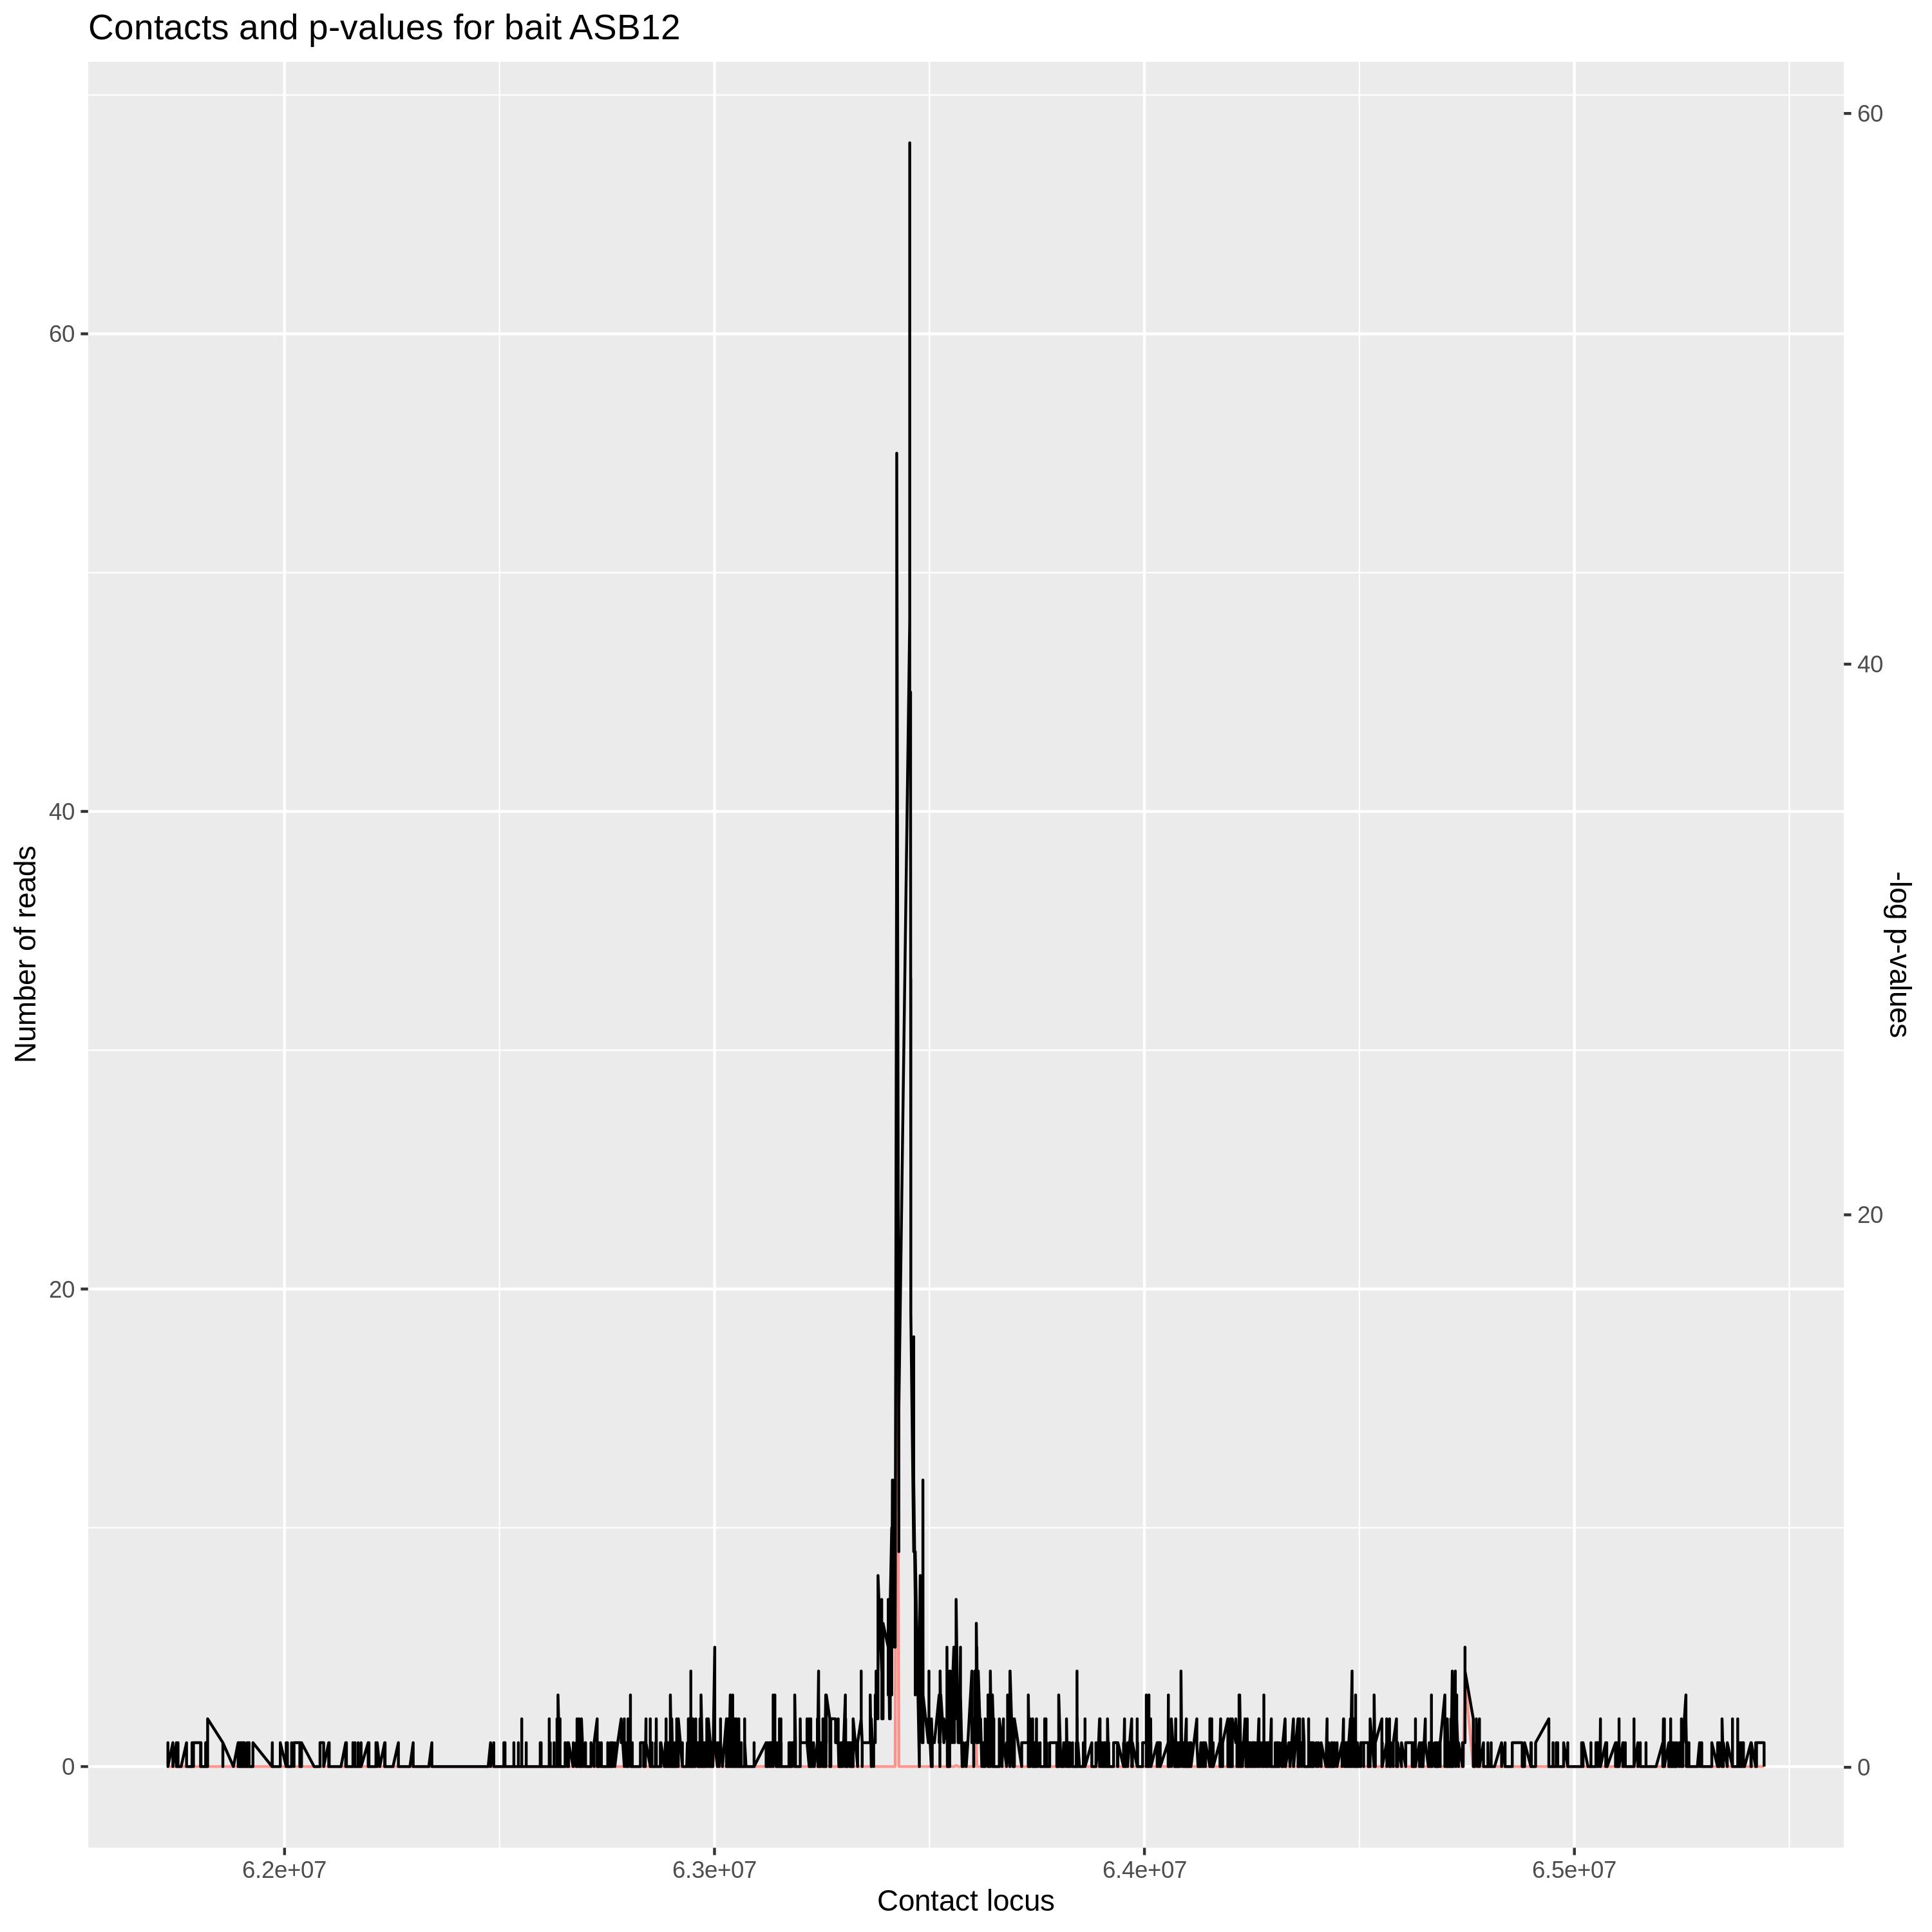 Contacts and p-values for bait ASB12
60
40
20
0
Number of reads
60
40
20
0
-log p-values
6.2e+07
6.3e+07
6.4e+07
6.5e+07
Contact locus